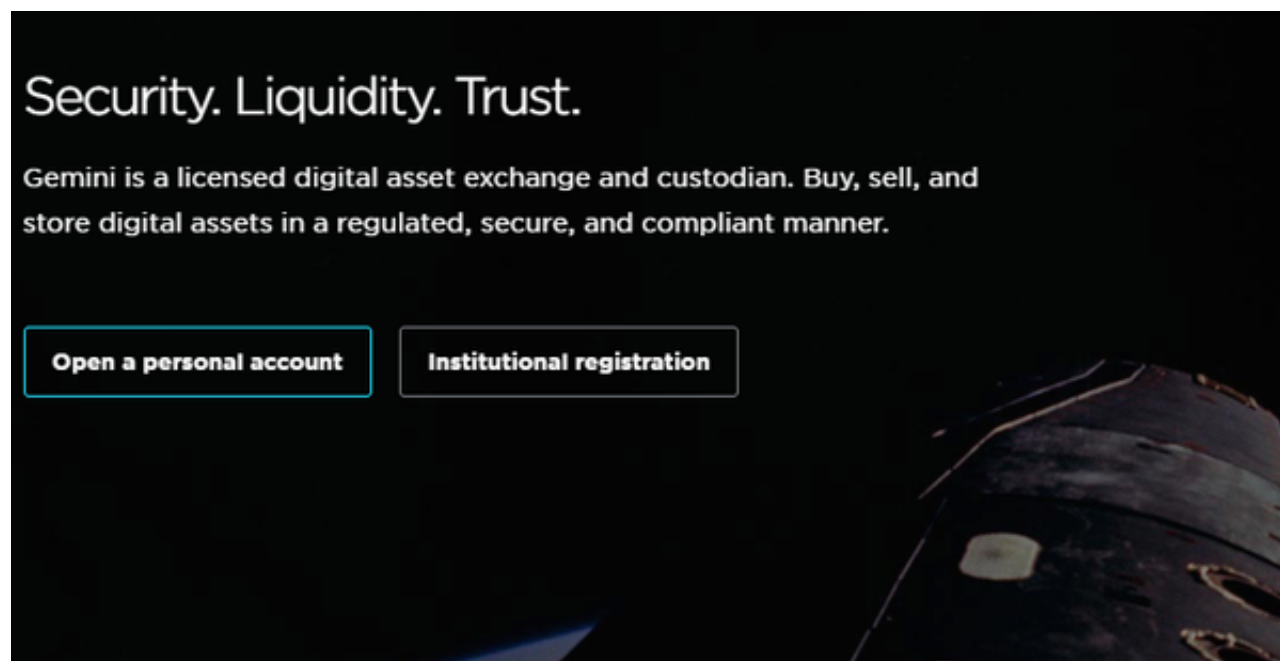 Security. Liquidity. Trust.
Gemini is a licensed digital asset exchange and custodian. Buy, sell, and
store digital assets in a regulated, secure, and compliant manner.
Open a personal account
Institutional registration